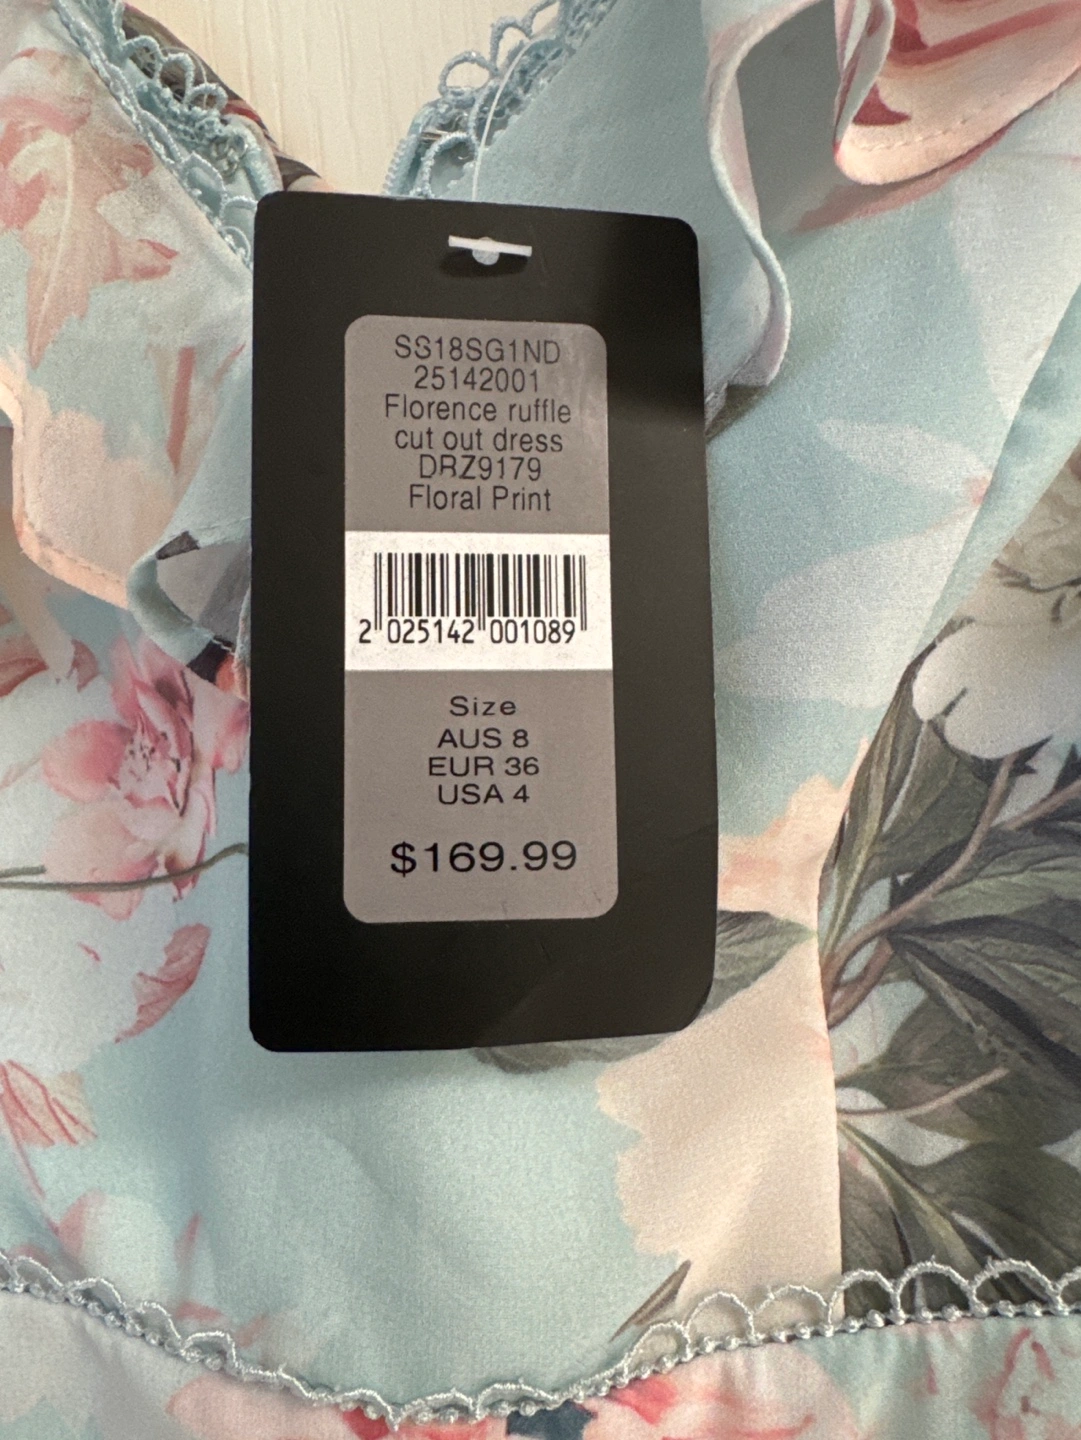 SS18SG1ND
25142001
Florence ruffle
cut out dress
DRZ9179
Floral Print
2 025142 001089
Size
AUS 8
EUR 36
USA 4
$169.99